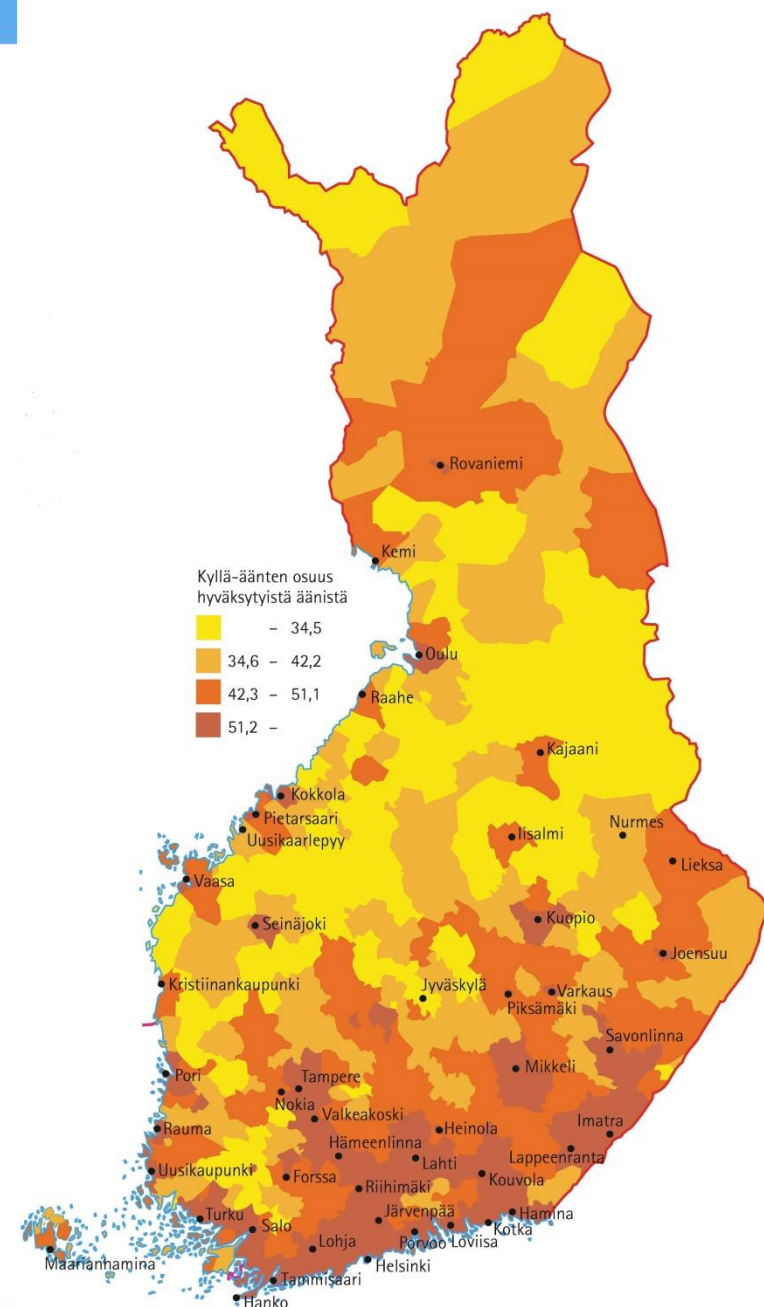 Rovaniemi
Kemi
Kyllä-äänten osuus
hyväksytyistä äänistä
– 34,5
34,6 – 42,2
42,3 – 51,1
51,2 –
Oulu
Raahe
Kajaani
Kokkola
Pietarsaari
Uusikaarlepyy
Iisalmi
Nurmes
Lieksa
Vaasa
Seinäjoki
Kuopio
Joensuu
Kristiinankaupunki
Jyväskylä
Varkaus
Piksämäki
Savonlinna
Mikkeli
Pori
Tampere
Nokia
Valkeakoski
Rauma
Hämeenlinna
Heinola
Imatra
Lahti
Lappeenranta
Uusikaupunki
Forssa
Riihimäki
Kouvola
Turku
Salo
Järvenpää
Hamina
Kotka
Lohja
Porvoo
Loviisa
Maarianhamina
Helsinki
Tammisaari
Hanko